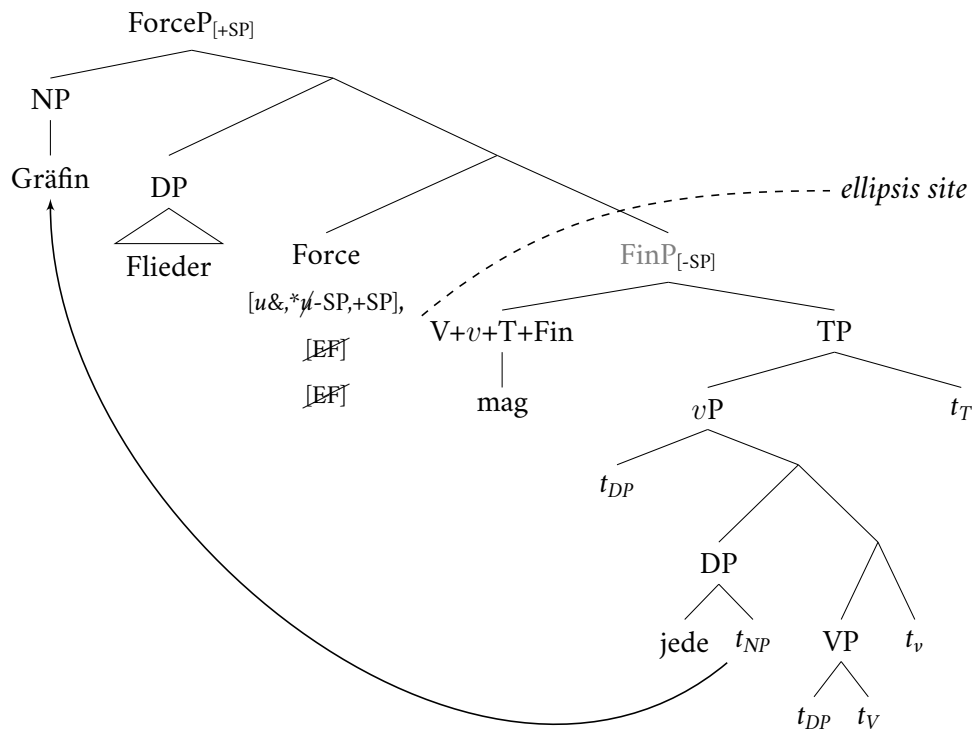 ForceP[+SP]
NP
Gräfin
DP
Flieder
ellipsis site
Force
FinP[-SP]
[u&,*u̸-SP,+SP],
[EF]
[EF]
V+v+T+Fin
mag
TP
vP
tT
tDP
DP
jede
tNP
VP
tv
tDP
tV